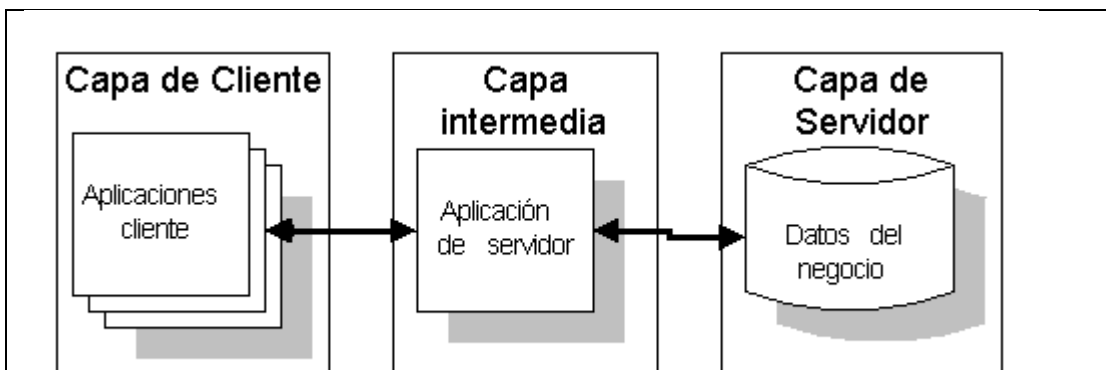 Capa de Cliente
Aplicaciones
cliente
Capa
intermedia
Aplicación
de servidor
Capa de
Servidor
Datos del
negocio